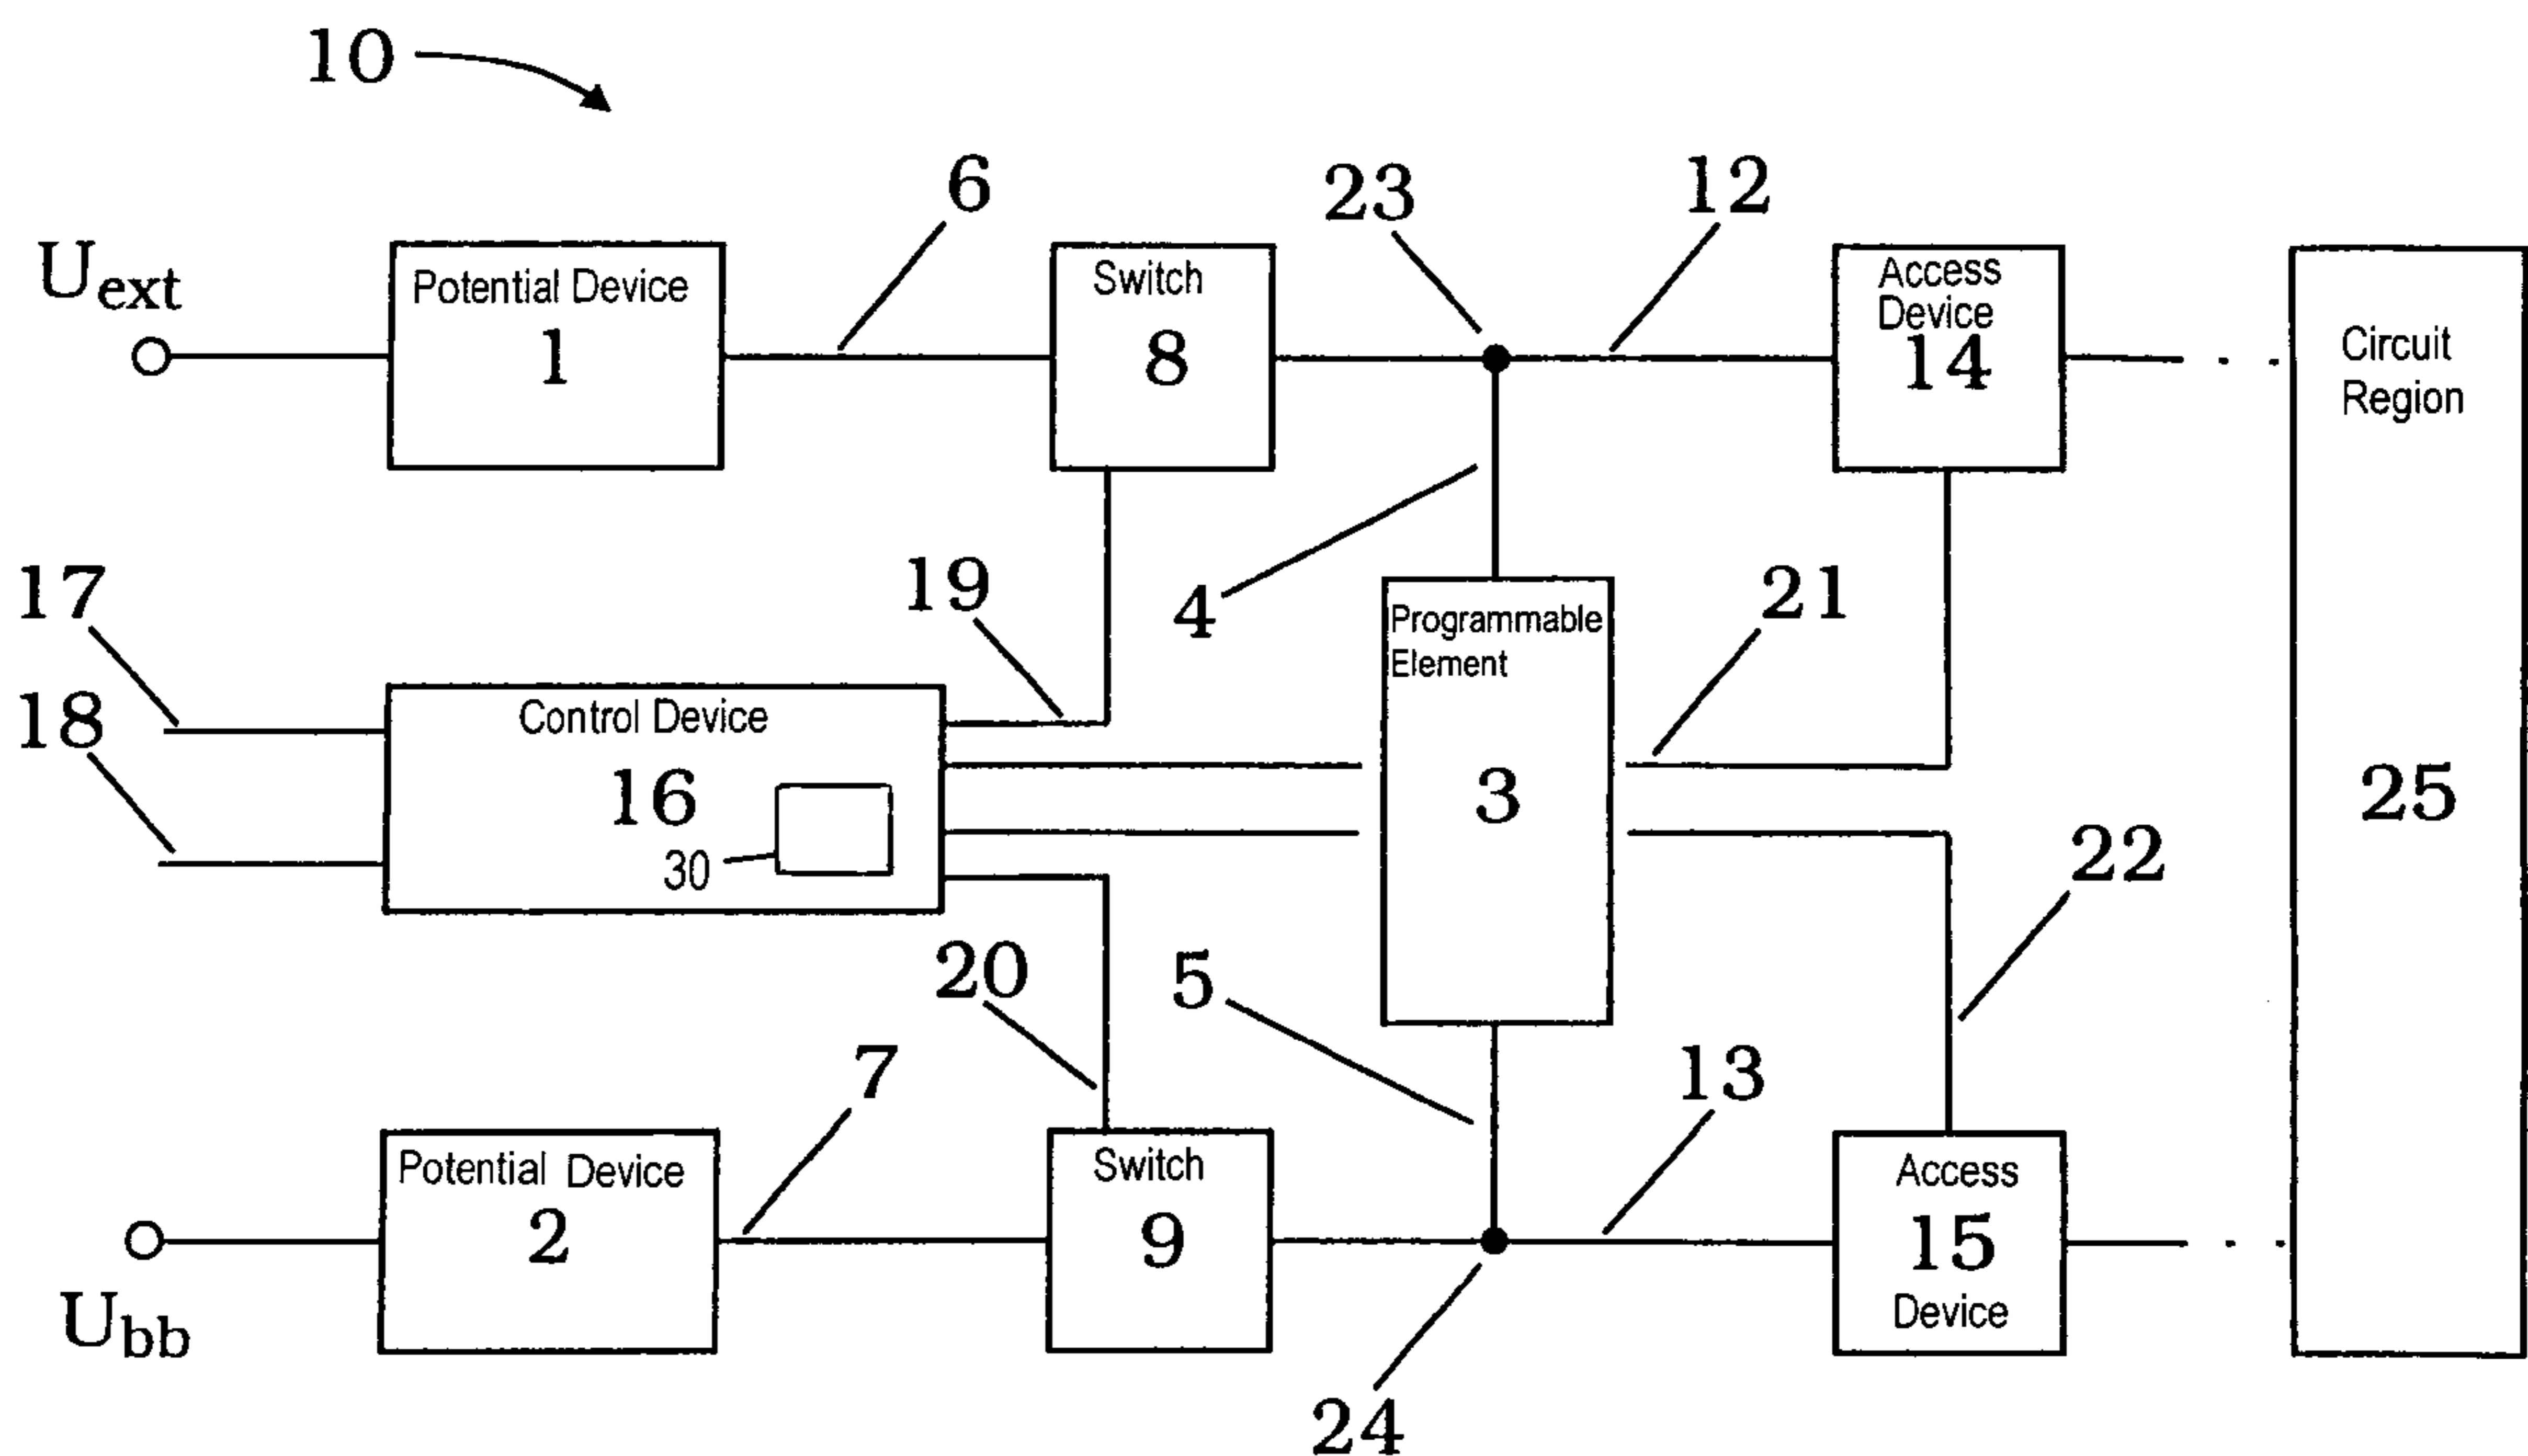 10
6
23
12
U_ext
Potential Device
1
Switch
8
Access
Device
14
Circuit
Region
25
17
18
19
4
21
Control Device
16
30
Programmable
Element
3
22
20
5
7
13
U_bb
Potential Device
2
Switch
9
Access
15
Device
24